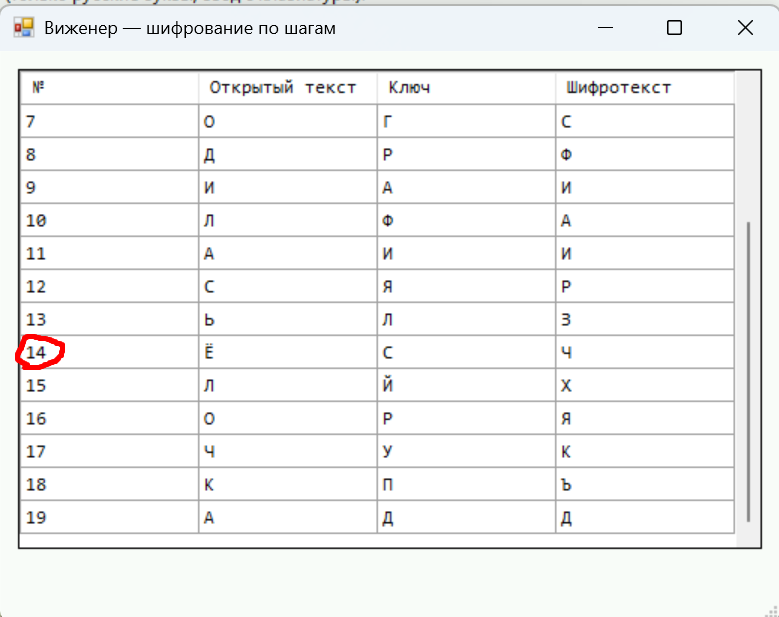 Виженер — шифрование по шагам
№ Открытый текст Ключ Шифротекст
7 О Г С
8 Д Р Ф
9 И А И
10 Л Ф А
11 А И И
12 С Я Р
13 Ь Л З
14 Ё С Ч
15 Л Й Х
16 О Р Я
17 Ч У К
18 К П Ъ
19 А Д Д